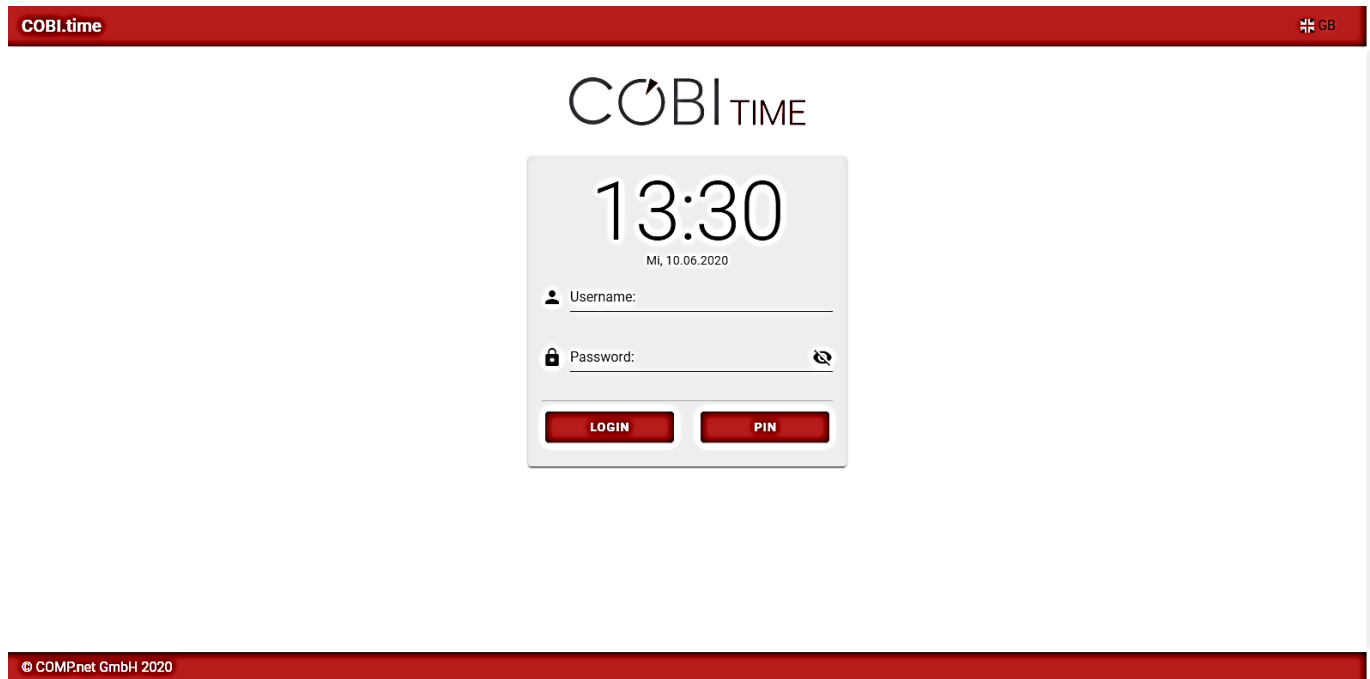 COBI.time
GB
COBI TIME
13:30
Mi, 10.06.2020
Username:
Password:
LOGIN
PIN
© COMP.net GmbH 2020